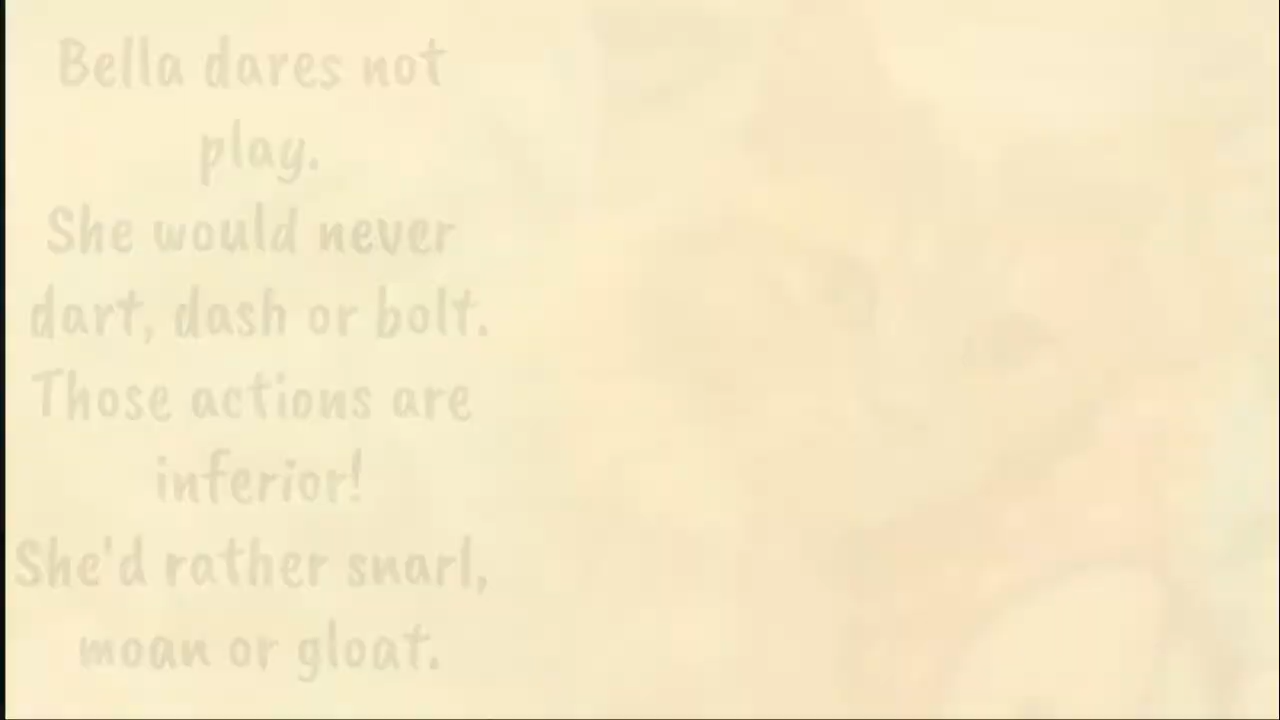 Bella dares not
play.
She would never
dart, dash or bolt.
Those actions are
inferior!
She'd rather snarl,
moan or gloat.